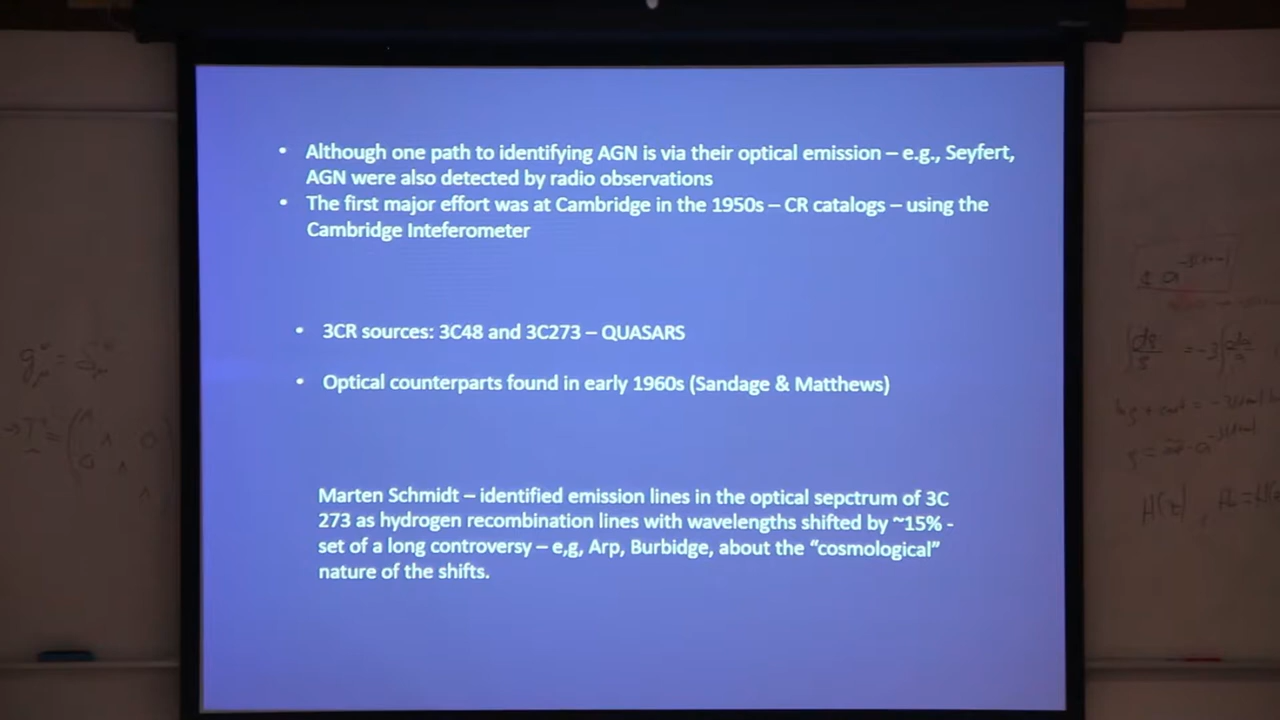 • Although one path to identifying AGN is via their optical emission – e.g., Seyfert,
AGN were also detected by radio observations
• The first major effort was at Cambridge in the 1950s – CR catalogs – using the
Cambridge Inteferometer
• 3CR sources: 3C48 and 3C273 – QUASARS
• Optical counterparts found in early 1960s (Sandage & Matthews)
Marten Schmidt – identified emission lines in the optical sepctrum of 3C
273 as hydrogen recombination lines with wavelengths shifted by ~15% -
set of a long controversy – e,g, Arp, Burbidge, about the “cosmological”
nature of the shifts.
H(z)